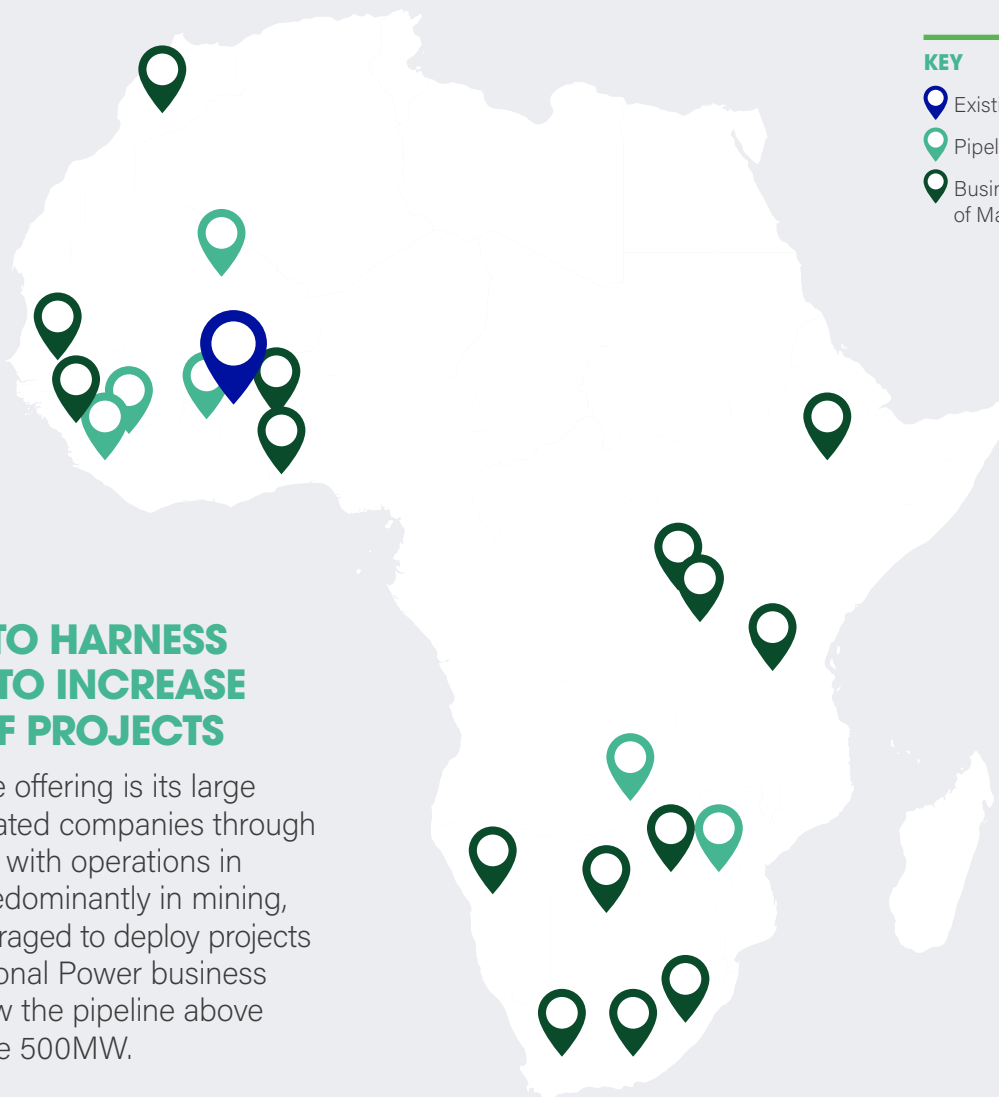 KEY
Exist
Pipel
Busin
of Ma
TO HARNESS
TO INCREASE
F PROJECTS
e offering is its large
ated companies through
with operations in
edominantly in mining,
raged to deploy projects
onal Power business
w the pipeline above
e 500MW.